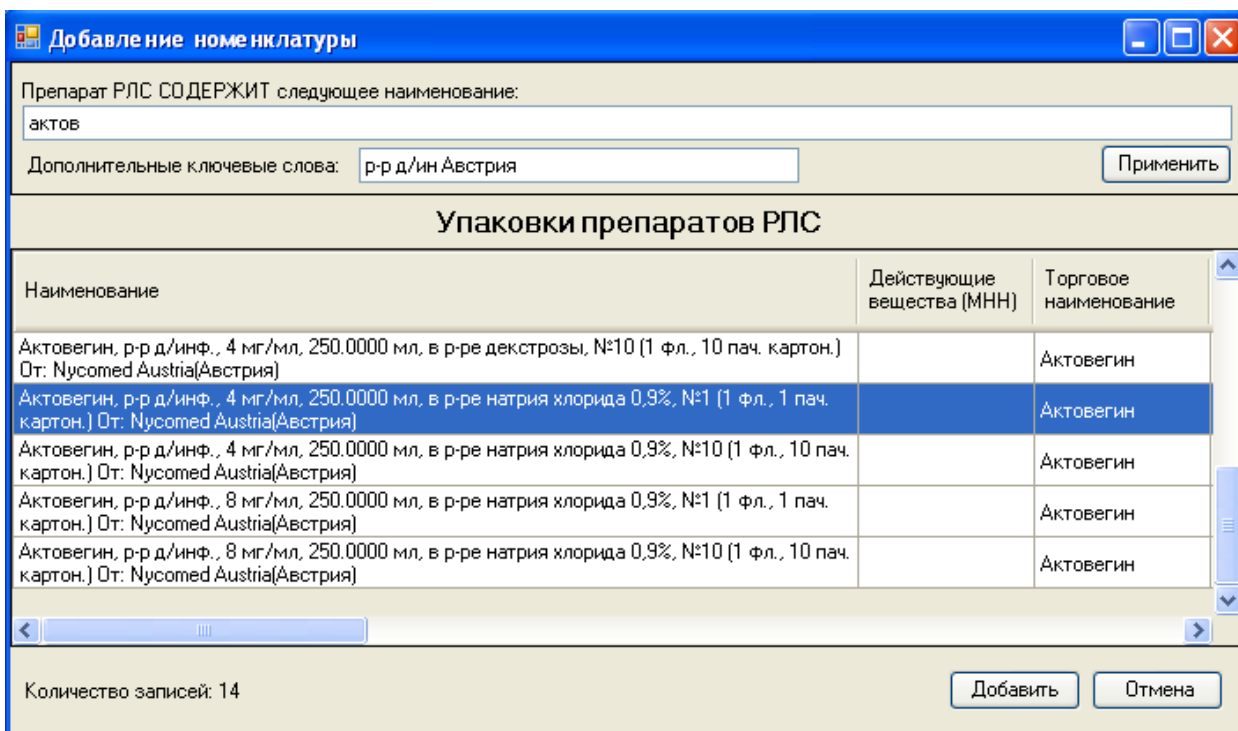 Добавление номенклатуры
Препарат РЛС СОДЕРЖИТ следующее наименование:
актов
Дополнительные ключевые слова: р-р д/ин Австрия Применить
Упаковки препаратов РЛС
Наименование Действующие вещества (МНН) Торговое наименование
Актовегин, р-р д/инф., 4 мг/мл, 250.0000 мл, в р-ре декстрозы, №10 (1 фл., 10 пач. картон.)
От: Nycomed Austria(Австрия) Актовегин
Актовегин, р-р д/инф., 4 мг/мл, 250.0000 мл, в р-ре натрия хлорида 0,9%, №1 (1 фл., 1 пач.
картон.) От: Nycomed Austria(Австрия) Актовегин
Актовегин, р-р д/инф., 4 мг/мл, 250.0000 мл, в р-ре натрия хлорида 0,9%, №10 (1 фл., 10 пач.
картон.) От: Nycomed Austria(Австрия) Актовегин
Актовегин, р-р д/инф., 8 мг/мл, 250.0000 мл, в р-ре натрия хлорида 0,9%, №1 (1 фл., 1 пач.
картон.) От: Nycomed Austria(Австрия) Актовегин
Актовегин, р-р д/инф., 8 мг/мл, 250.0000 мл, в р-ре натрия хлорида 0,9%, №10 (1 фл., 10 пач.
картон.) От: Nycomed Austria(Австрия) Актовегин
Количество записей: 14 Добавить Отмена